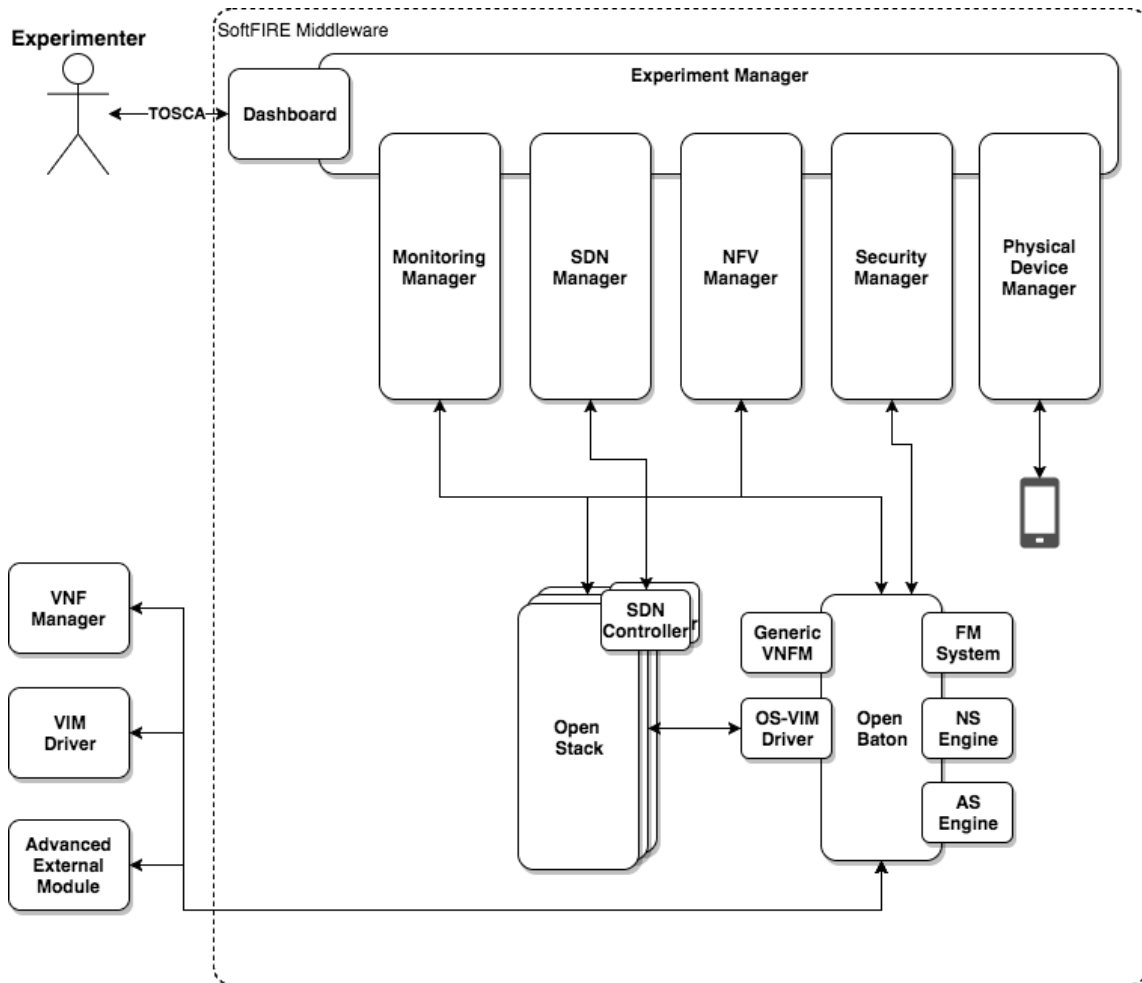 SoftFIRE Middleware
Experimenter
Experiment Manager
TOSCA
Dashboard
Monitoring
Manager
SDN
Manager
NFV
Manager
Security
Manager
Physical
Device
Manager
VNF
Manager
SDN
Controller
Generic
VNFM
FM
System
VIM
Driver
Open
Stack
OS-VIM
Driver
Open
Baton
NS
Engine
AS
Engine
Advanced
External
Module